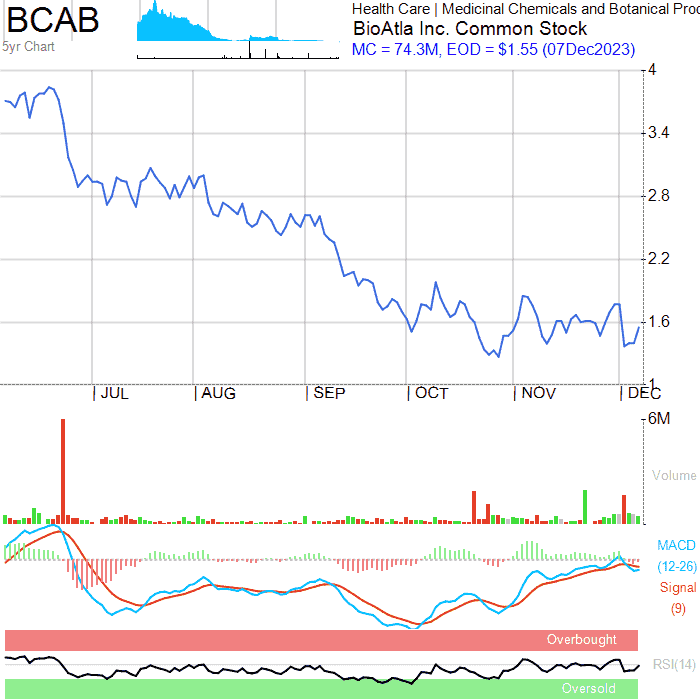 BCAB
5yr Chart
Health Care | Medicinal Chemicals and Botanical Prod
BioAtla Inc. Common Stock
MC = 74.3M, EOD = $1.55 (07Dec2023)
4
3.4
2.8
2.2
1.6
1
JUL AUG SEP OCT NOV DEC
6M
Volume
MACD
(12-26)
Signal
(9)
Overbought
RSI(14)
Oversold